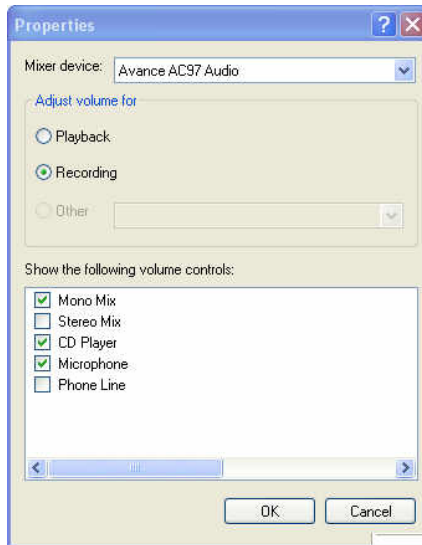 Properties
Mixer device: Avance AC97 Audio
Adjust volume for
Playback
Recording
Other
Show the following volume controls:
Mono Mix
Stereo Mix
CD Player
Microphone
Phone Line
OK Cancel